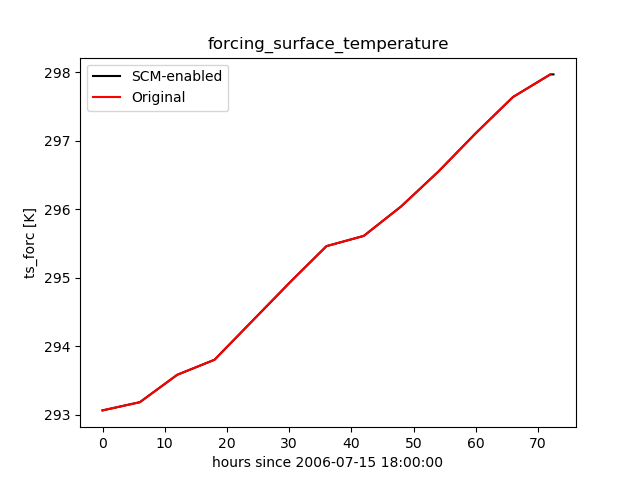 forcing_surface_temperature
SCM-enabled
Original
298
297
296
295
294
293
ts_forc [K]
0 10 20 30 40 50 60 70
hours since 2006-07-15 18:00:00